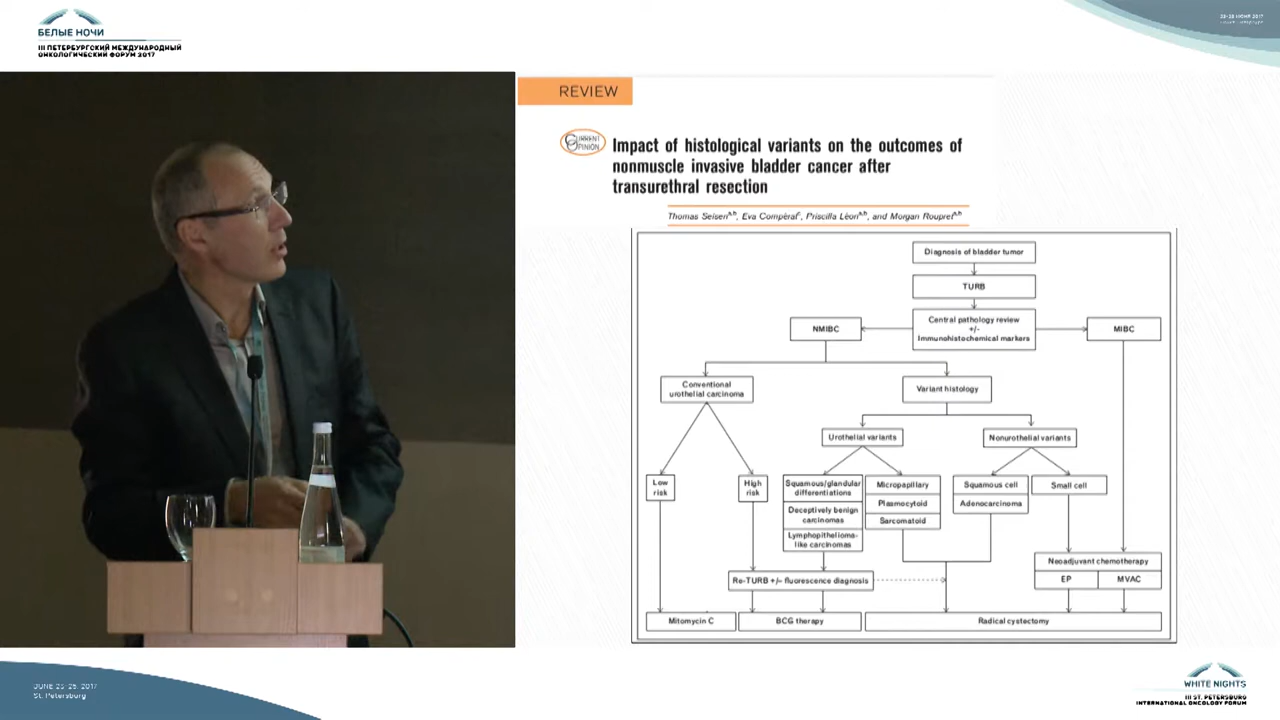 БЕЛЫЕ НОЧИ
III ПЕТЕРБУРГСКИЙ МЕЖДУНАРОДНЫЙ
ОНКОЛОГИЧЕСКИЙ ФОРУМ 2017
REVIEW
CURRENT
OPINION
Impact of histological variants on the outcomes of
nonmuscle invasive bladder cancer after
transurethral resection
Thomas Seisen, Eva Compérat, Priscilla Léon, and Morgan Rouprêt
Diagnosis of bladder tumor
TURB
Central pathology review
+/-
Immunohistochemical markers
NMIBC
MIBC
Conventional
urothelial carcinoma
Variant histology
Urothelial variants
Nonurothelial variants
Low
risk
High
risk
Squamous/glandular
differentiations
Deceptively benign
carcinomas
Lymphopithelioma-
like carcinomas
Micropapillary
Plasmocytoid
Sarcomatoid
Squamous cell
Adenocarcinoma
Small cell
Neoadjuvant chemotherapy
EP
MVAC
Re-TURB +/- fluorescence diagnosis
Mitomycin C
BCG therapy
Radical cystectomy
JUNE 23-25, 2017
St. Petersburg
WHITE NIGHTS
III ST. PETERSBURG
INTERNATIONAL ONCOLOGY FORUM